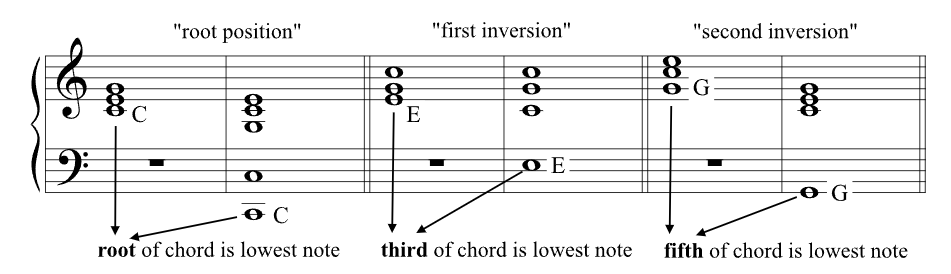 "root position" "first inversion" "second inversion"
C E G
C E G
root of chord is lowest note third of chord is lowest note fifth of chord is lowest note